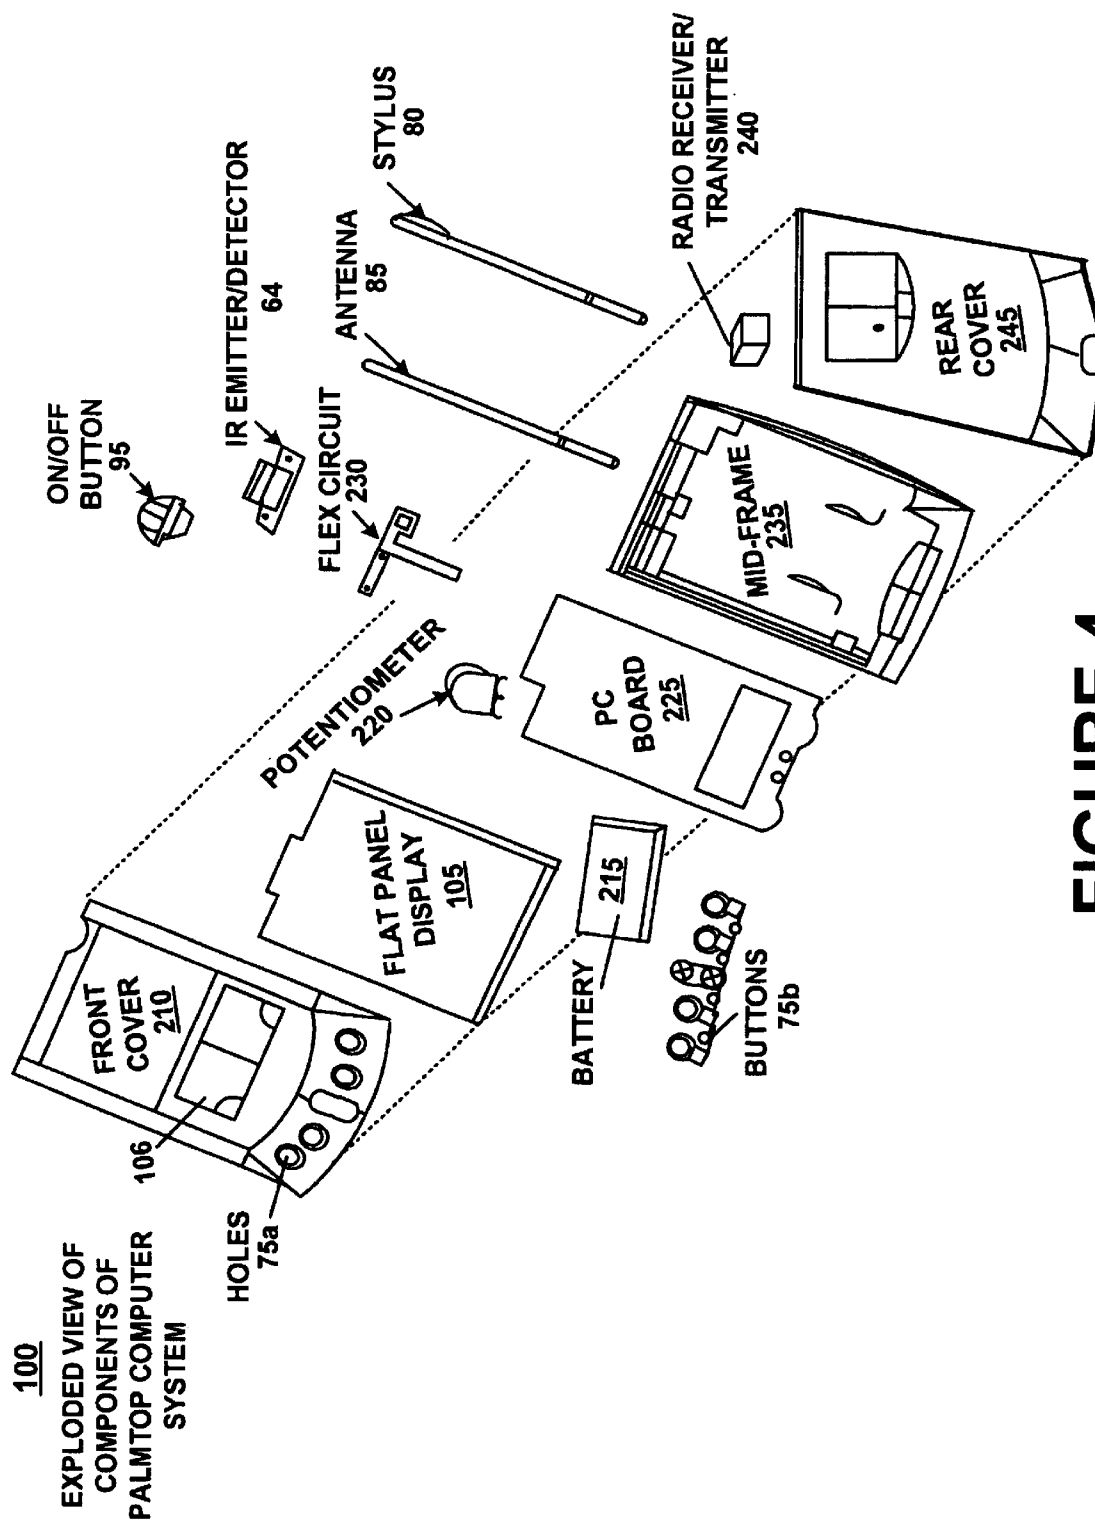 100
EXPLODED VIEW OF
COMPONENTS OF
PALMTOP COMPUTER
SYSTEM
ON/OFF
BUTTON
95
IR EMITTER/DETECTOR
64
FLEX CIRCUIT
230
ANTENNA
85
STYLUS
80
POTENTIOMETER
220
RADIO RECEIVER/
TRANSMITTER
240
FRONT
COVER
210
106
HOLES
75a
FLAT PANEL
DISPLAY
105
PC
BOARD
225
MID-FRAME
235
REAR
COVER
245
BATTERY
215
BUTTONS
75b
FIGURE 4